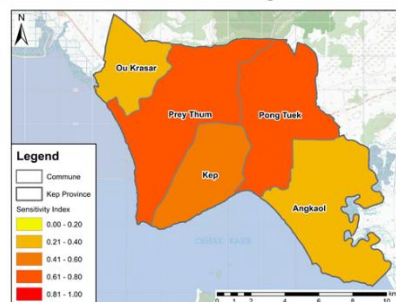 N
Ou Krasar
Prey Thum
Pong Tuek
Kep
Angkaol
Legend
Commune
Kep Province
Sensitivity Index
0.00 - 0.20
0.21 - 0.40
0.41 - 0.60
0.61 - 0.80
0.81 - 1.00
0 1 2 4 6 8 10